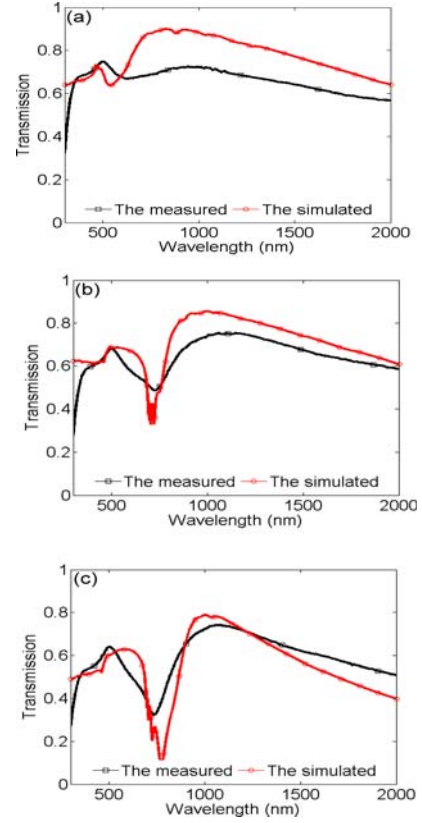 (a)
1
0.8
0.6
0.4
0.2
0
Transmission
The measured The simulated
500 1000 1500 2000
Wavelength (nm)
(b)
1
0.8
0.6
0.4
0.2
0
Transmission
The measured The simulated
500 1000 1500 2000
Wavelength (nm)
(c)
1
0.8
0.6
0.4
0.2
0
Transmission
The measured The simulated
500 1000 1500 2000
Wavelength (nm)